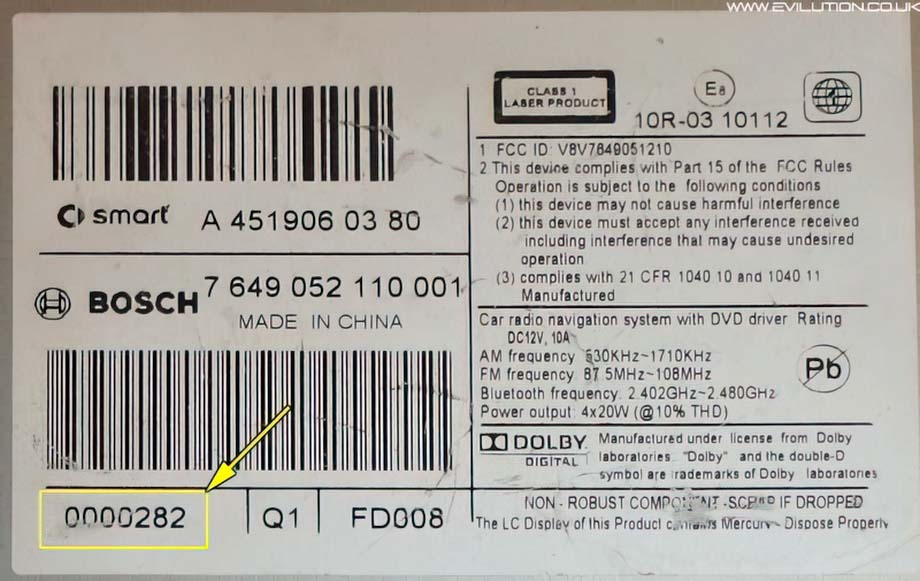 WWW.EVILUTION.CO.UK
smart A 451906 03 80
BOSCH 7 649 052 110 001
MADE IN CHINA
0000282 Q1 FD008
CLASS 1
LASER PRODUCT
E8
10R-03 10112
1 FCC ID: V8V7649051210
2 This device complies with Part 15 of the FCC Rules
Operation is subject to the following conditions
(1) this device may not cause harmful interference
(2) this device must accept any interference received
including interference that may cause undesired
operation
(3) complies with 21 CFR 1040 10 and 1040 11
Manufactured
Car radio navigation system with DVD driver Rating
DC12V, 10A
AM frequency 530KHz~1710KHz
FM frequency 87.5MHz~108MHz
Bluetooth frequency 2.402GHz~2.480GHz
Power output: 4x20W (@10% THD)
Pb
DOLBY
DIGITAL
Manufactured under license from Dolby
laboratories "Dolby" and the double-D
symbol are trademarks of Dolby laboratories
NON - ROBUST COMPONENT -SCRAP IF DROPPED
The LC Display of this Product contains Mercury - Dispose Properly